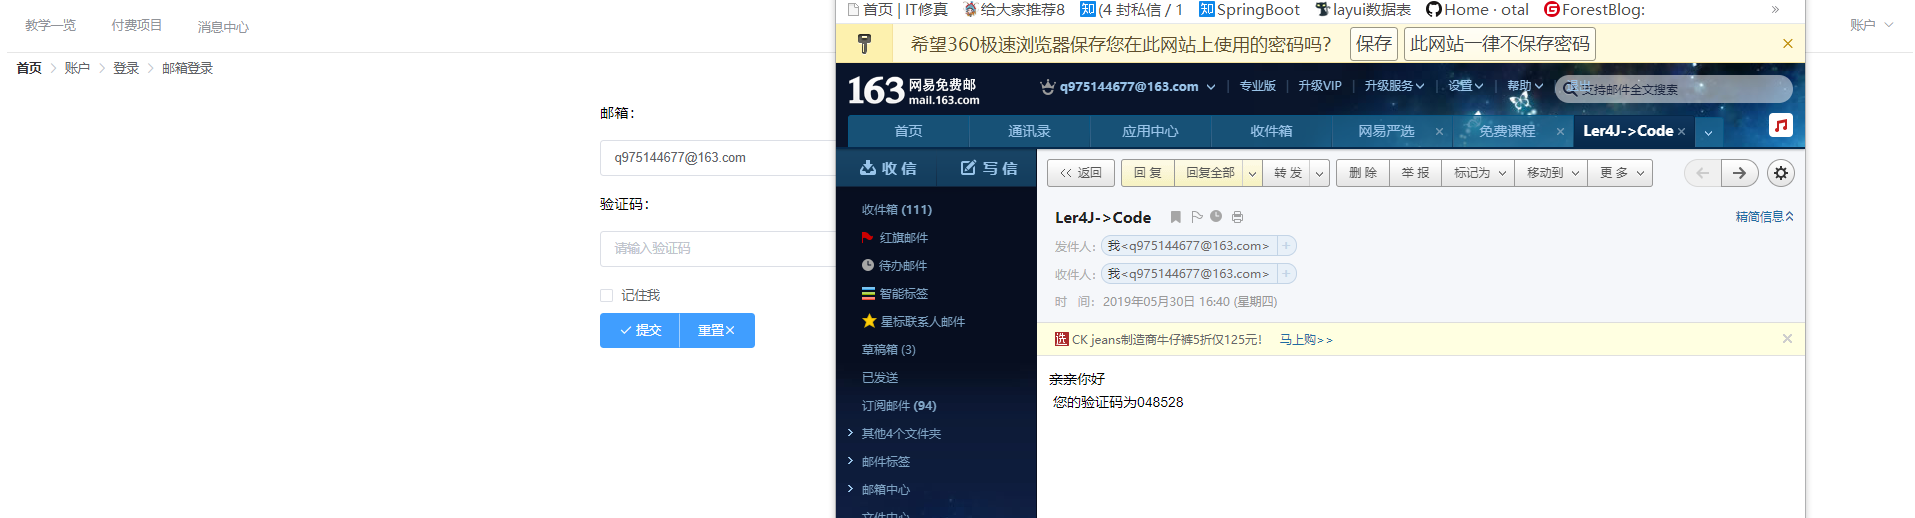 教学一览 付费项目 消息中心
账户
首页 > 账户 > 登录 > 邮箱登录
邮箱：
q975144677@163.com
验证码：
请输入验证码
记住我
提交 重置
首页 | IT修真 给大家推荐8 (4 封私信 / 1 SpringBoot layui数据表 Home · otal ForestBlog: »
希望360极速浏览器保存您在此网站上使用的密码吗？ 保存 此网站一律不保存密码
163 网易免费邮
mail.163.com
q975144677@163.com 专业版 | 升级VIP | 升级服务 | 设置 | 帮助 | 退出
支持邮件全文搜索
首页 通讯录 应用中心 收件箱 网易严选 免费课程 Ler4J->Code
收 信 写 信
收件箱 (111)
红旗邮件
待办邮件
智能标签
星标联系人邮件
草稿箱 (3)
已发送
订阅邮件 (94)
其他4个文件夹
邮件标签
邮箱中心
文件中心
<< 返回 回 复 回复全部 转 发 删 除 举 报 标记为 移动到 更 多
Ler4J->Code
精简信息
发件人： 我<q975144677@163.com> +
收件人： 我<q975144677@163.com> +
时 间： 2019年05月30日 16:40 (星期四)
选 CK jeans制造商牛仔裤5折仅125元！ 马上购>>
亲亲你好
您的验证码为048528